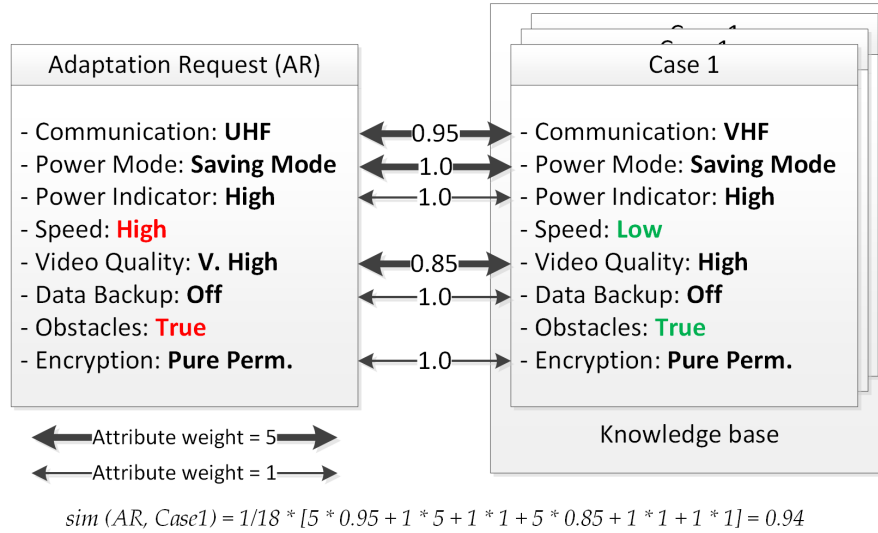 Case 1
Adaptation Request (AR)
Case 1
- Communication: UHF
0.95
- Communication: VHF
- Power Mode: Saving Mode
1.0
- Power Mode: Saving Mode
- Power Indicator: High
1.0
- Power Indicator: High
- Speed: High
- Speed: Low
- Video Quality: V. High
0.85
- Video Quality: High
- Data Backup: Off
1.0
- Data Backup: Off
- Obstacles: True
- Obstacles: True
- Encryption: Pure Perm.
1.0
- Encryption: Pure Perm.
Attribute weight = 5
Attribute weight = 1
Knowledge base
sim (AR, Case1) = 1/18 * [5 * 0.95 + 1 * 5 + 1 * 1 + 5 * 0.85 + 1 * 1 + 1 * 1] = 0.94